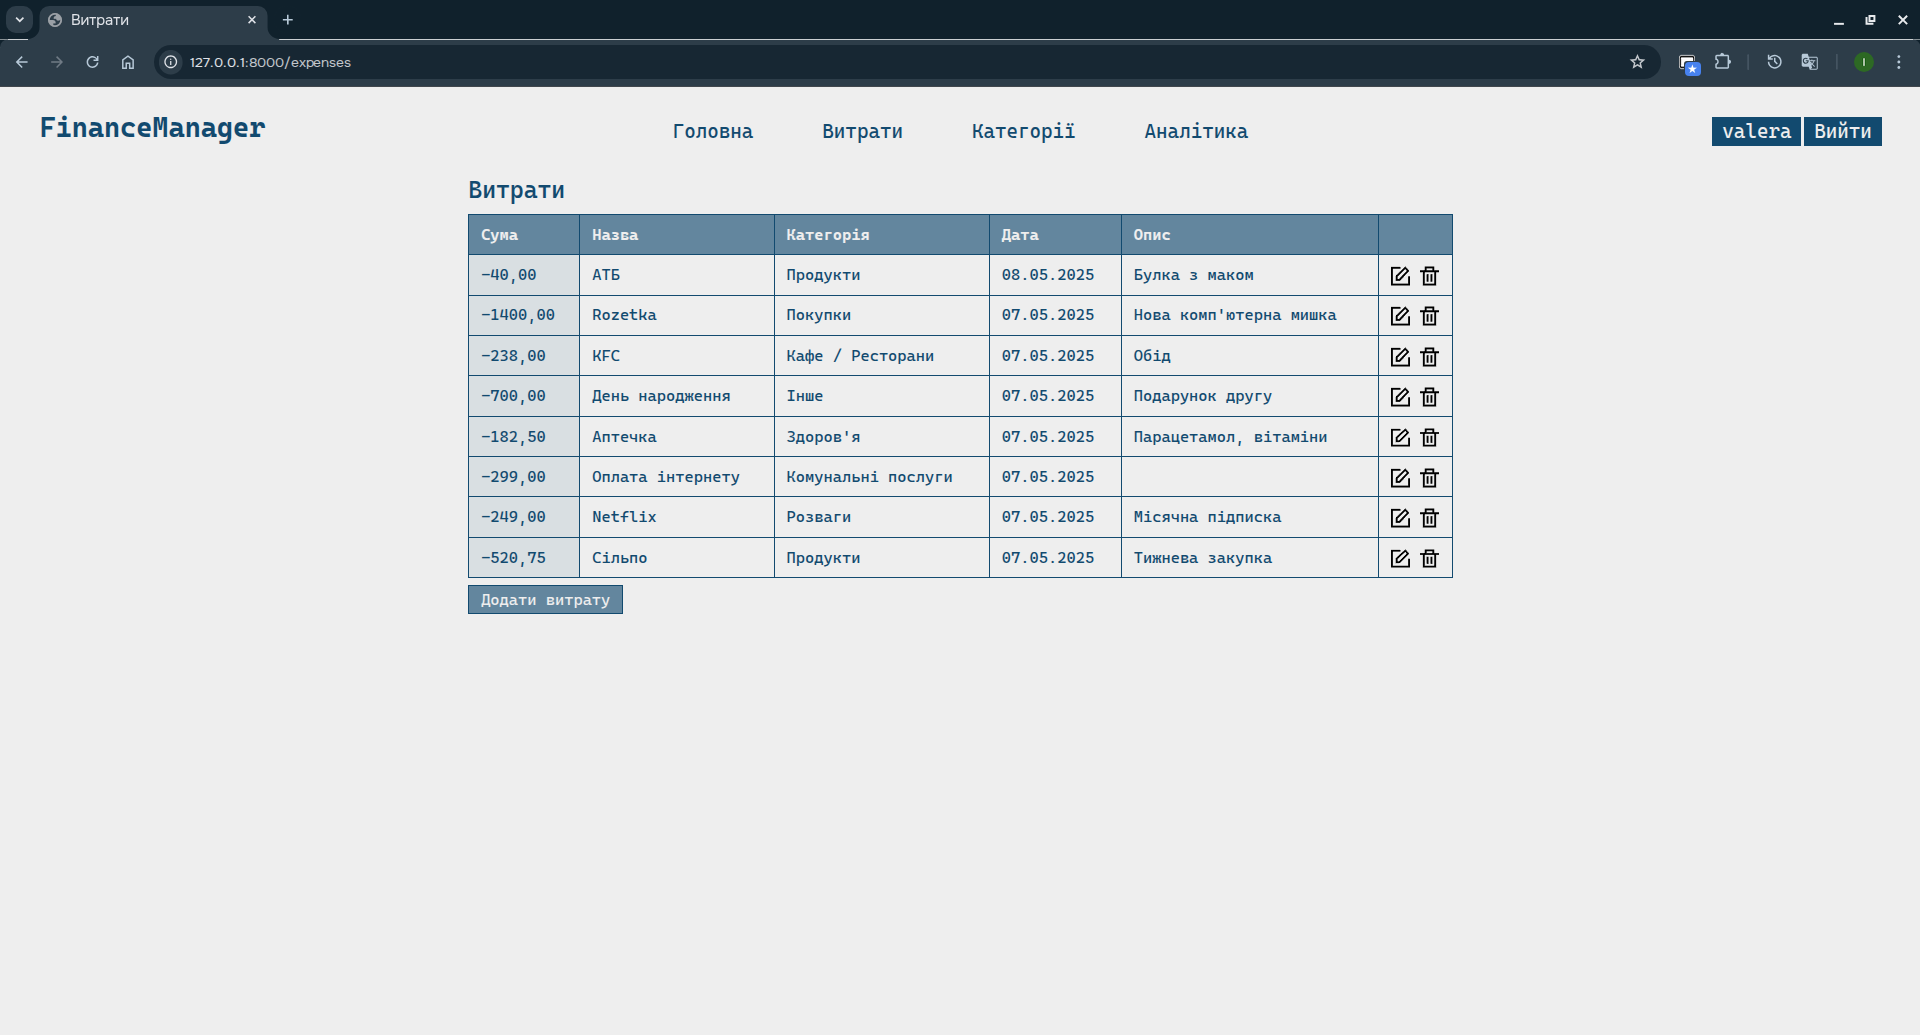 Витрати
127.0.0.1:8000/expenses
FinanceManager Головна Витрати Категорії Аналітика valera Вийти
Витрати
Сума Назва Категорія Дата Опис
-40,00 АТБ Продукти 08.05.2025 Булка з маком
-1400,00 Rozetka Покупки 07.05.2025 Нова комп'ютерна мишка
-238,00 KFC Кафе / Ресторани 07.05.2025 Обід
-700,00 День народження Інше 07.05.2025 Подарунок другу
-182,50 Аптечка Здоров'я 07.05.2025 Парацетамол, вітаміни
-299,00 Оплата інтернету Комунальні послуги 07.05.2025
-249,00 Netflix Розваги 07.05.2025 Місячна підписка
-520,75 Сільпо Продукти 07.05.2025 Тижнева закупка
Додати витрату